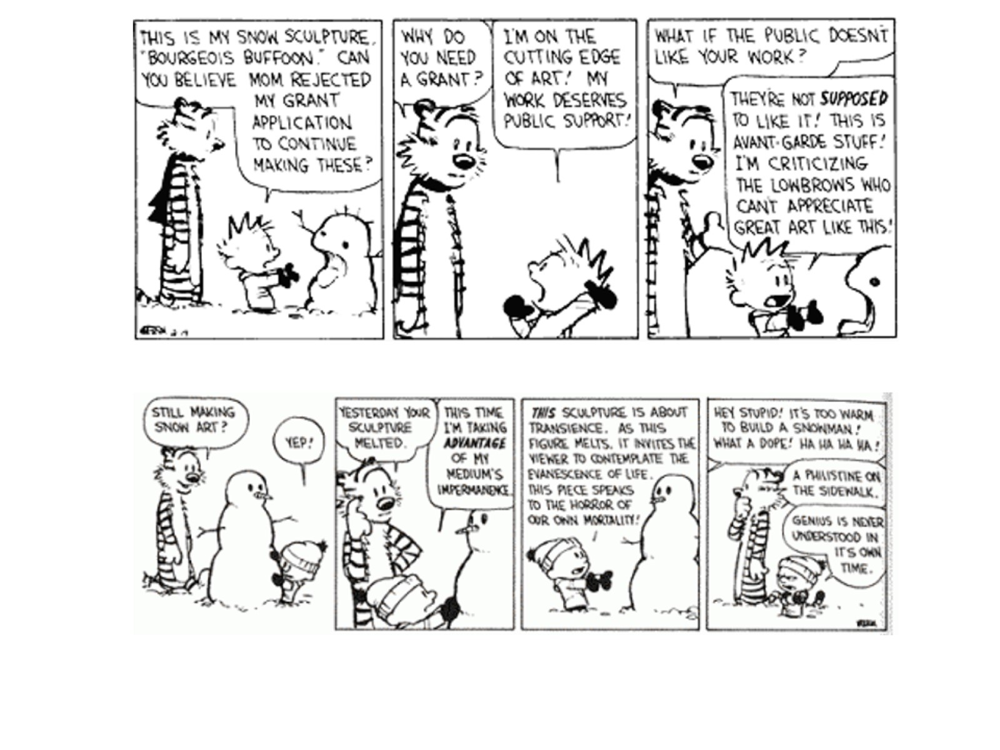 THIS IS MY SNOW SCULPTURE,
"BOURGEOIS BUFFOON." CAN
YOU BELIEVE MOM REJECTED
MY GRANT
APPLICATION
TO CONTINUE
MAKING THESE?
WHY DO
YOU NEED
A GRANT?
I'M ON THE
CUTTING EDGE
OF ART! MY
WORK DESERVES
PUBLIC SUPPORT!
WHAT IF THE PUBLIC DOESN'T
LIKE YOUR WORK?
THEY'RE NOT SUPPOSED
TO LIKE IT! THIS IS
AVANT-GARDE STUFF!
I'M CRITICIZING
THE LOWBROWS WHO
CAN'T APPRECIATE
GREAT ART LIKE THIS!
STILL MAKING
SNOW ART?
YEP!
YESTERDAY YOUR
SCULPTURE
MELTED.
THIS TIME
I'M TAKING
ADVANTAGE
OF MY
MEDIUM'S
IMPERMANENCE.
THIS SCULPTURE IS ABOUT
TRANSIENCE. AS THIS
FIGURE MELTS, IT INVITES THE
VIEWER TO CONTEMPLATE THE
EVANESCENCE OF LIFE.
THIS PIECE SPEAKS
TO THE HORROR OF
OUR OWN MORTALITY!
HEY STUPID! IT'S TOO WARM
TO BUILD A SNOWMAN!
WHAT A DOPE! HA HA HA HA!
A PHILISTINE ON
THE SIDEWALK.
GENIUS IS NEVER
UNDERSTOOD IN
IT'S OWN
TIME.